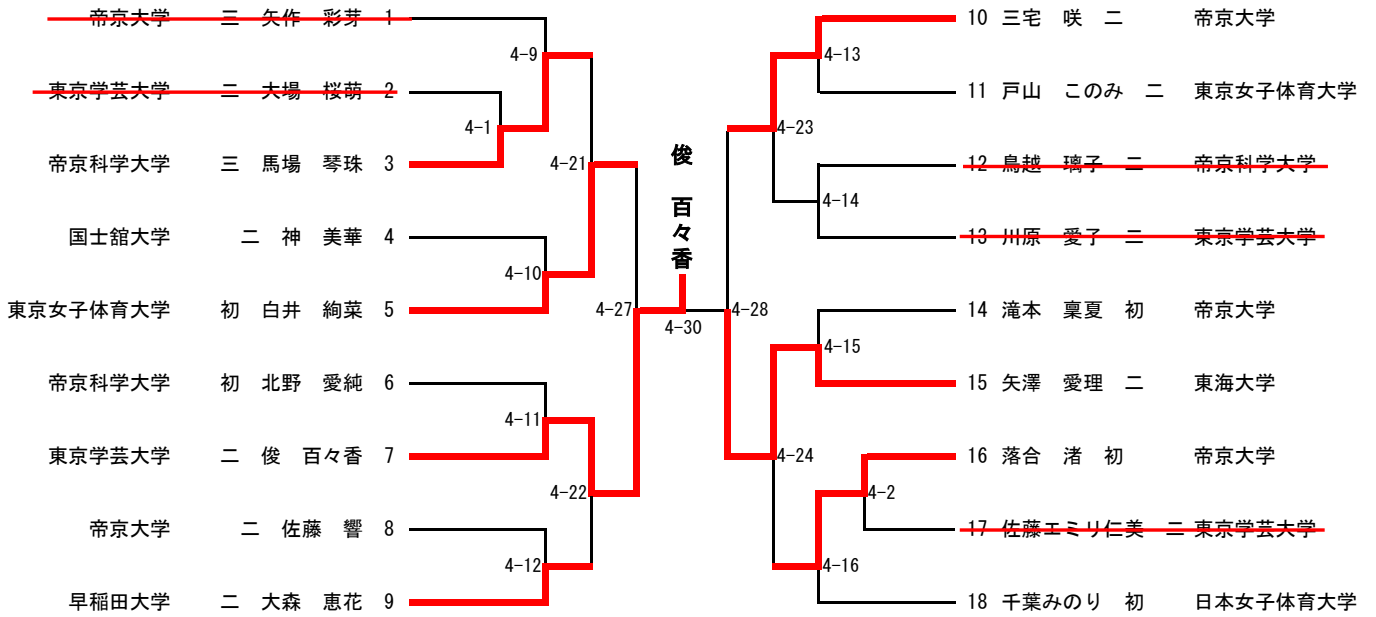 帝京大学 三 矢作 彩芽 1
東京学芸大学 二 大場 桜萌 2
帝京科学大学 三 馬場 琴珠 3
国士舘大学 二 神 美華 4
東京女子体育大学 初 白井 絢菜 5
帝京科学大学 初 北野 愛純 6
東京学芸大学 二 俊 百々香 7
帝京大学 二 佐藤 響 8
早稲田大学 二 大森 恵花 9
4-9
4-1
4-21
4-10
4-27
4-11
4-22
4-12
俊 百々香
4-30
4-13
4-23
4-14
4-28
4-15
4-24
4-2
4-16
10 三宅 咲 二 帝京大学
11 戸山 このみ 二 東京女子体育大学
12 鳥越 璃子 二 帝京科学大学
13 川原 愛子 二 東京学芸大学
14 滝本 稟夏 初 帝京大学
15 矢澤 愛理 二 東海大学
16 落合 渚 初 帝京大学
17 佐藤エミリ仁美 二 東京学芸大学
18 千葉みのり 初 日本女子体育大学